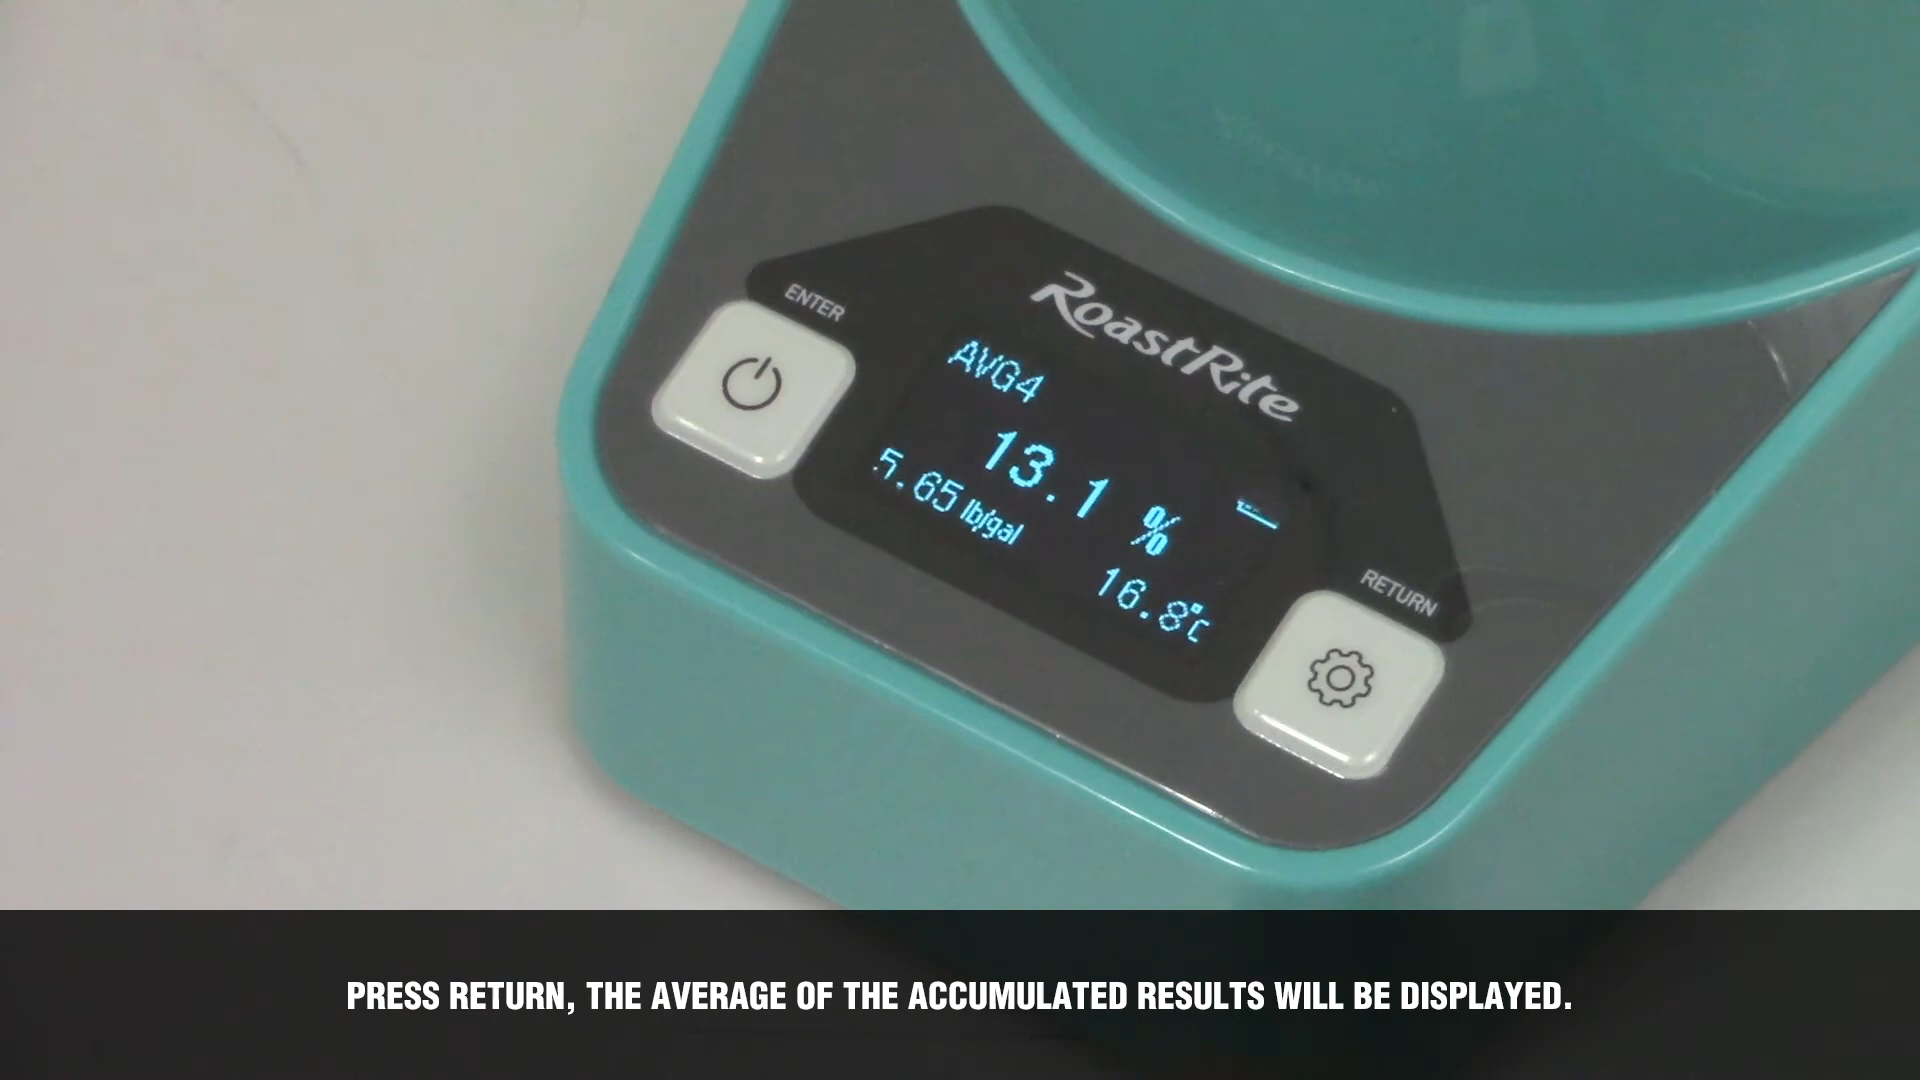 RoastRite
ENTER
AVG4
13.1 %
5.65 lb/gal
16.8°C
RETURN
PRESS RETURN, THE AVERAGE OF THE ACCUMULATED RESULTS WILL BE DISPLAYED.